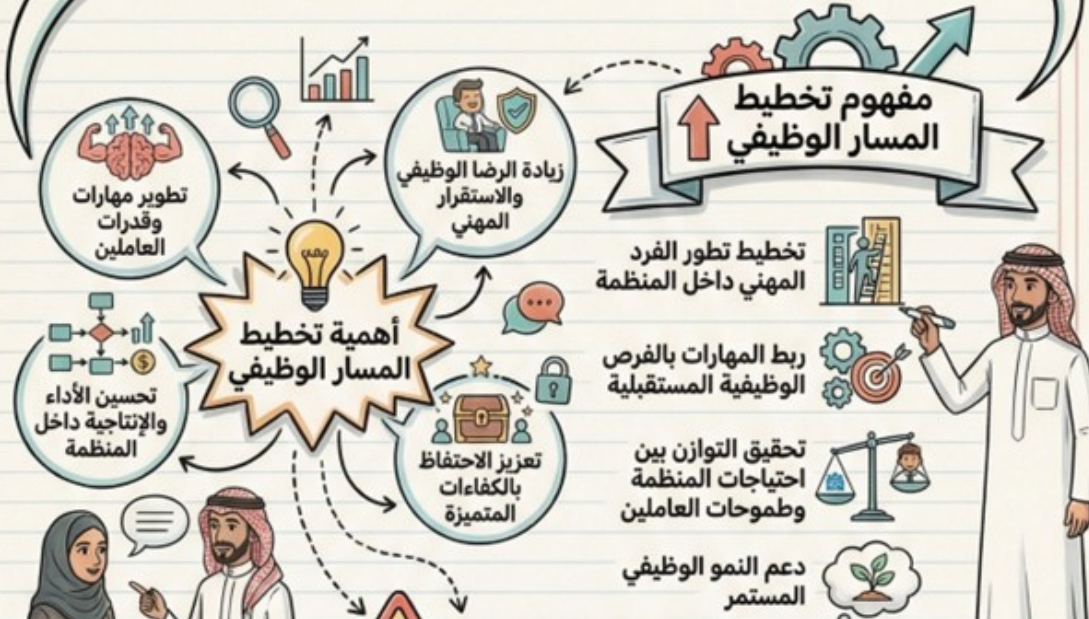 مفهوم تخطيط
المسار الوظيفي
تخطيط تطور الفرد
المهني داخل المنظمة
ربط المهارات بالفرص
الوظيفية المستقبلية
تحقيق التوازن بين
احتياجات المنظمة
وطموحات العاملين
دعم النمو الوظيفي
المستمر
أهمية تخطيط
المسار الوظيفي
زيادة الرضا الوظيفي
والاستقرار
المهني
تطوير مهارات
وقدرات
العاملين
تحسين الأداء
والإنتاجية داخل
المنظمة
تعزيز الاحتفاظ
بالكفاءات
المتميزة